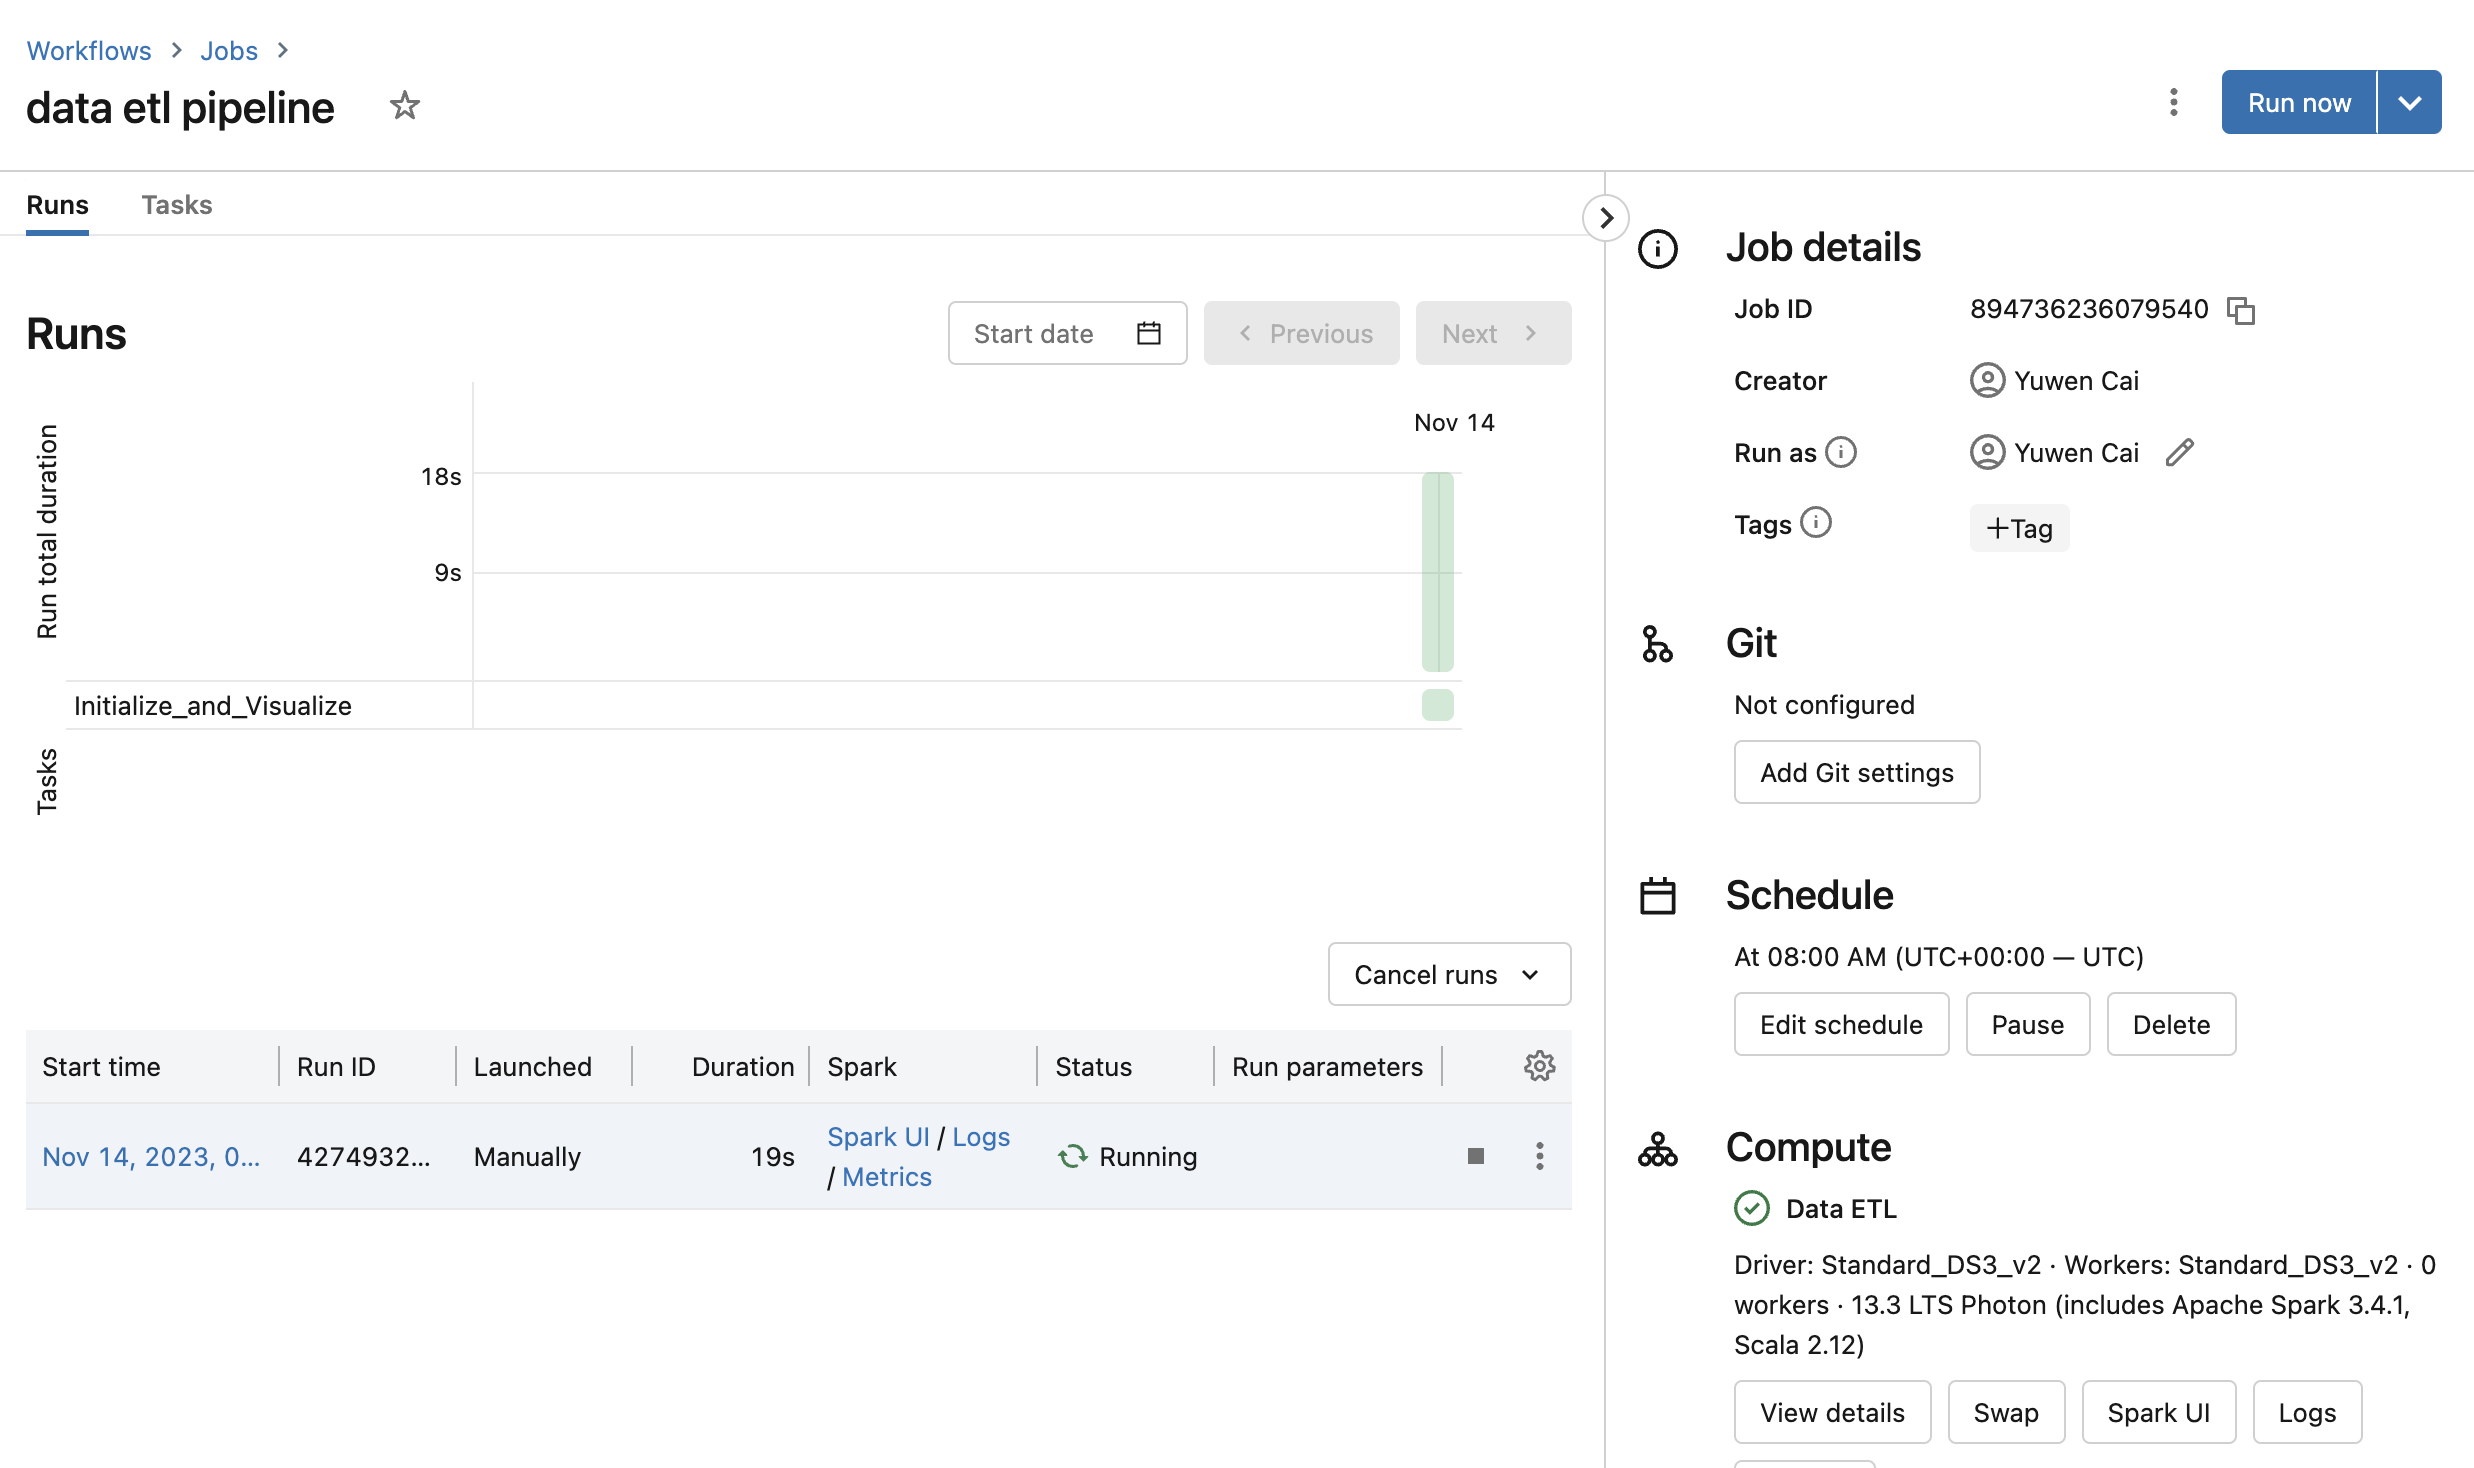 Workflows > Jobs >
data etl pipeline
Run now
Runs Tasks
Runs
Start date
Previous
Next
Nov 14
Run total duration
18s
9s
Initialize_and_Visualize
Tasks
Cancel runs
Start time Run ID Launched Duration Spark Status Run parameters
Nov 14, 2023, 0... 4274932... Manually 19s Spark UI / Logs Running
/ Metrics
Job details
Job ID 894736236079540
Creator Yuwen Cai
Run as Yuwen Cai
Tags +Tag
Git
Not configured
Add Git settings
Schedule
At 08:00 AM (UTC+00:00 — UTC)
Edit schedule Pause Delete
Compute
Data ETL
Driver: Standard_DS3_v2 · Workers: Standard_DS3_v2 · 0
workers · 13.3 LTS Photon (includes Apache Spark 3.4.1,
Scala 2.12)
View details Swap Spark UI Logs